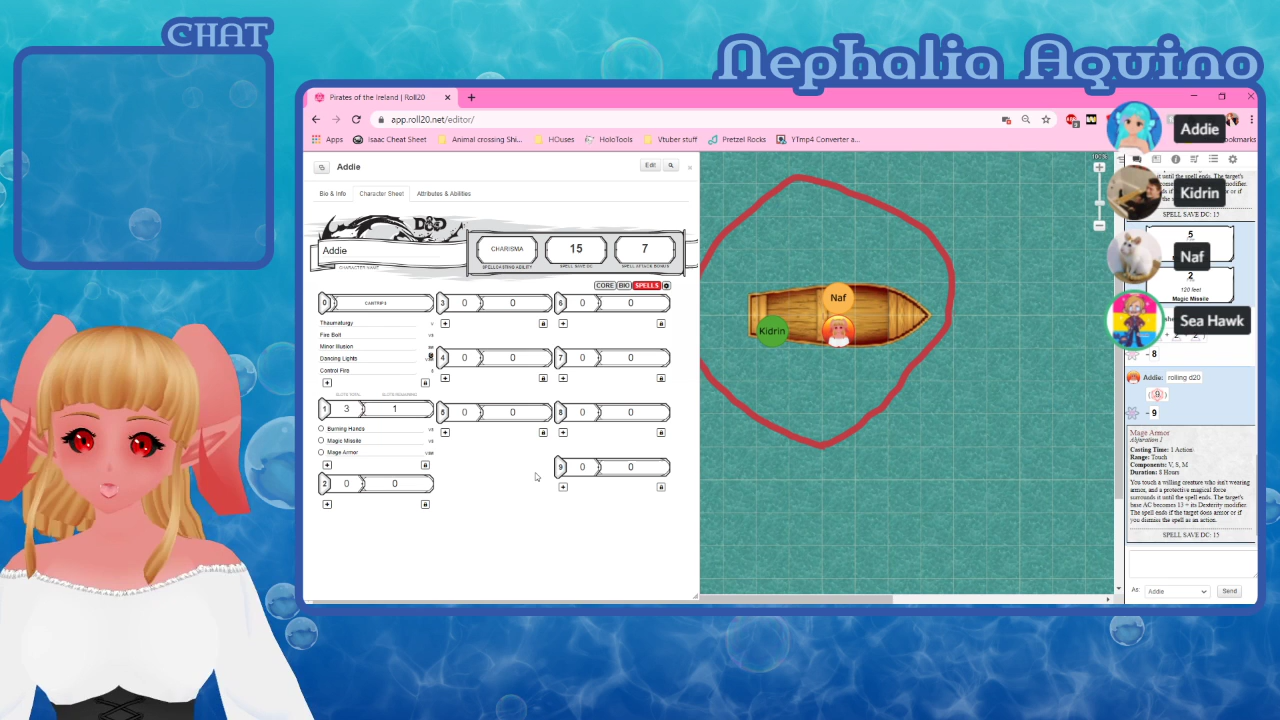 CHAT
Nephalia Aquino
Pirates of the Ireland | Roll20
app.roll20.net/editor/
Apps
Isaac Cheat Sheet
Animal crossing Shi...
HOuses
HoloTools
Vtuber stuff
Pretzel Rocks
YTmp4 Converter a...
Addie
Edit
Bio & Info
Character Sheet
Attributes & Abilities
D&D
Addie
CHARACTER NAME
CHARISMA
15
7
SPELLCASTING ABILITY
SPELL SAVE DC
SPELL ATTACK BONUS
CORE
BIO
SPELLS
0
CANTRIPS
Thaumaturgy
Fire Bolt
Minor Illusion
Dancing Lights
Control Fire
SLOTS TOTAL
SLOTS REMAINING
1 3 1
Burning Hands
Magic Missile
Mage Armor
2 0 0
3 0 0
4 0 0
5 0 0
6 0 0
7 0 0
8 0 0
9 0 0
Naf
Kidrin
Addie
Kidrin
Naf
Sea Hawk
it until the spell ends. The target's
SPELL SAVE DC: 15
5
2
120 feet
Magic Missile
8
Addie: rolling d20
(9)
9
Mage Armor
Abjuration 1
Casting Time: 1 Action
Range: Touch
Components: V, S, M
Duration: 8 Hours
You touch a willing creature who isn't wearing
armor, and a protective magical force
surrounds it until the spell ends. The target's
base AC becomes 13 + its Dexterity modifier.
The spell ends if the target does armor or if
you dismiss the spell as an action.
SPELL SAVE DC: 15
As:
Addie
Send